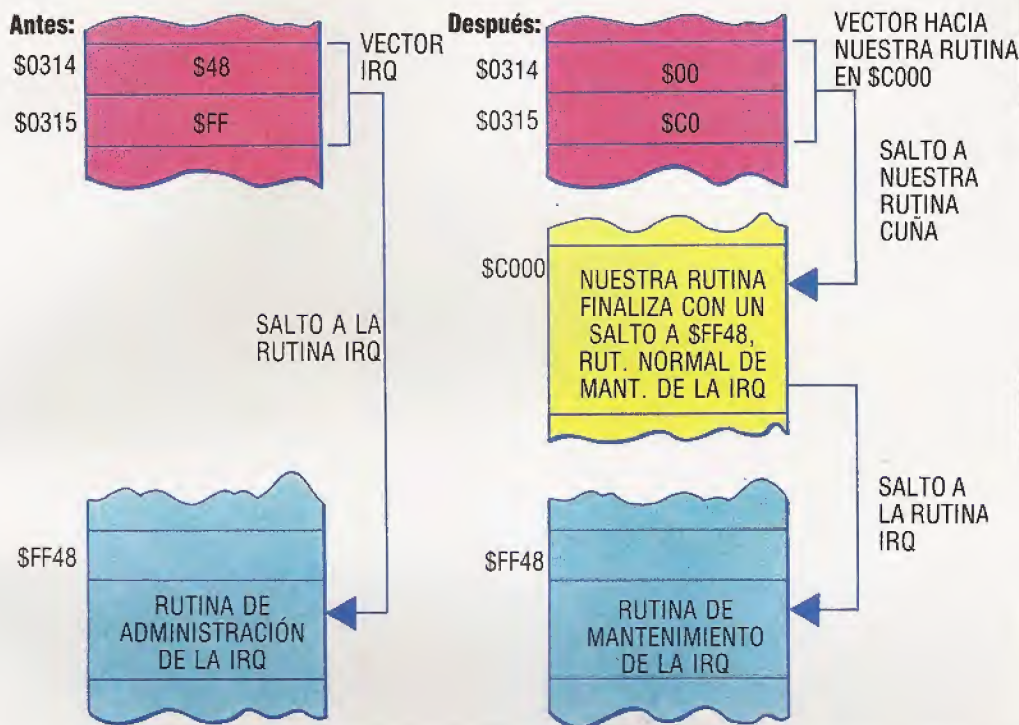 Antes:
$0314
$48
$0315
$FF
VECTOR
IRQ
SALTO A LA
RUTINA IRQ
$FF48
RUTINA DE
ADMINISTRACIÓN
DE LA IRQ
Después:
$0314
$00
$0315
$C0
VECTOR HACIA
NUESTRA RUTINA
EN $C000
SALTO A
NUESTRA
RUTINA
CUÑA
$C000
NUESTRA RUTINA
FINALIZA CON UN
SALTO A $FF48,
RUT. NORMAL DE
MANT. DE LA IRQ
SALTO A
LA RUTINA
IRQ
$FF48
RUTINA DE
MANTENIMIENTO
DE LA IRQ